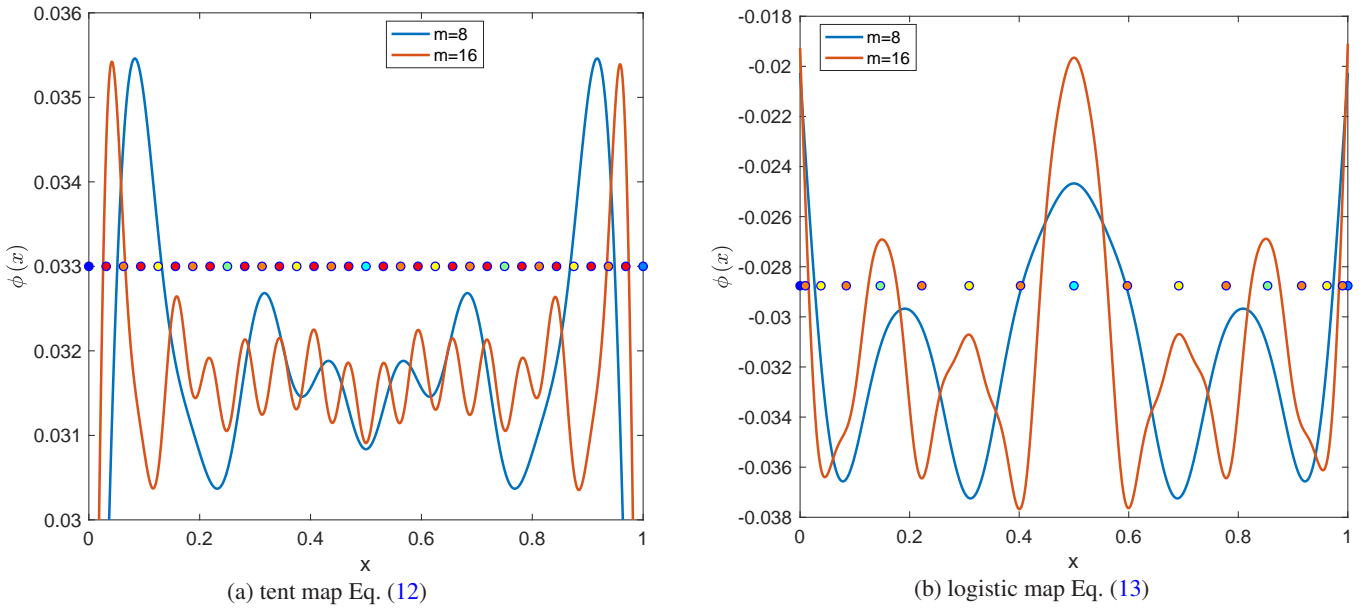 0.036
0.035
0.034
0.033
0.032
0.031
0.03
ϕ (x)
m=8
m=16
0 0.2 0.4 0.6 0.8 1
x
(a) tent map Eq. (12)
-0.018
-0.02
-0.022
-0.024
-0.026
-0.028
-0.03
-0.032
-0.034
-0.036
-0.038
ϕ (x)
m=8
m=16
0 0.2 0.4 0.6 0.8 1
x
(b) logistic map Eq. (13)